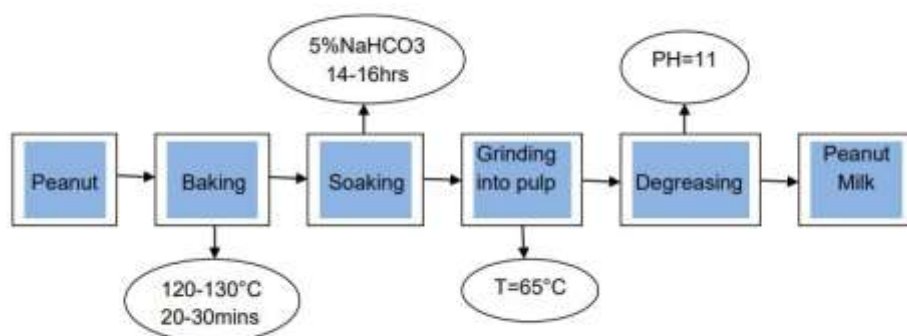 5%NaHCO3
14-16hrs
PH=11
Peanut
Baking
Soaking
Grinding
into pulp
Degreasing
Peanut
Milk
120-130°C
20-30mins
T=65°C